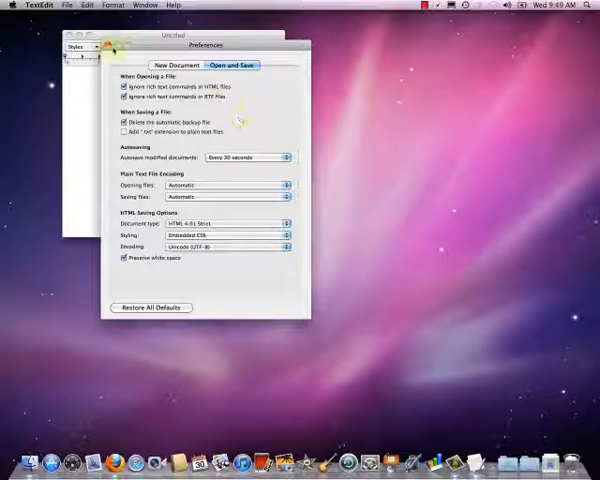 TextEdit File Edit Format Window Help Wed 9:49 AM
Untitled
Styles
Preferences
New Document Open and Save
When Opening a File:
Ignore rich text commands in HTML files
Ignore rich text commands in RTF files
When Saving a File:
Delete the automatic backup file
Add ".txt" extension to plain text files
Autosaving
Autosave modified documents: Every 30 seconds
Plain Text File Encoding
Opening files: Automatic
Saving files: Automatic
HTML Saving Options
Document type: HTML 4.01 Strict
Styling: Embedded CSS
Encoding: Unicode (UTF-8)
Preserve white space
Restore All Defaults
30